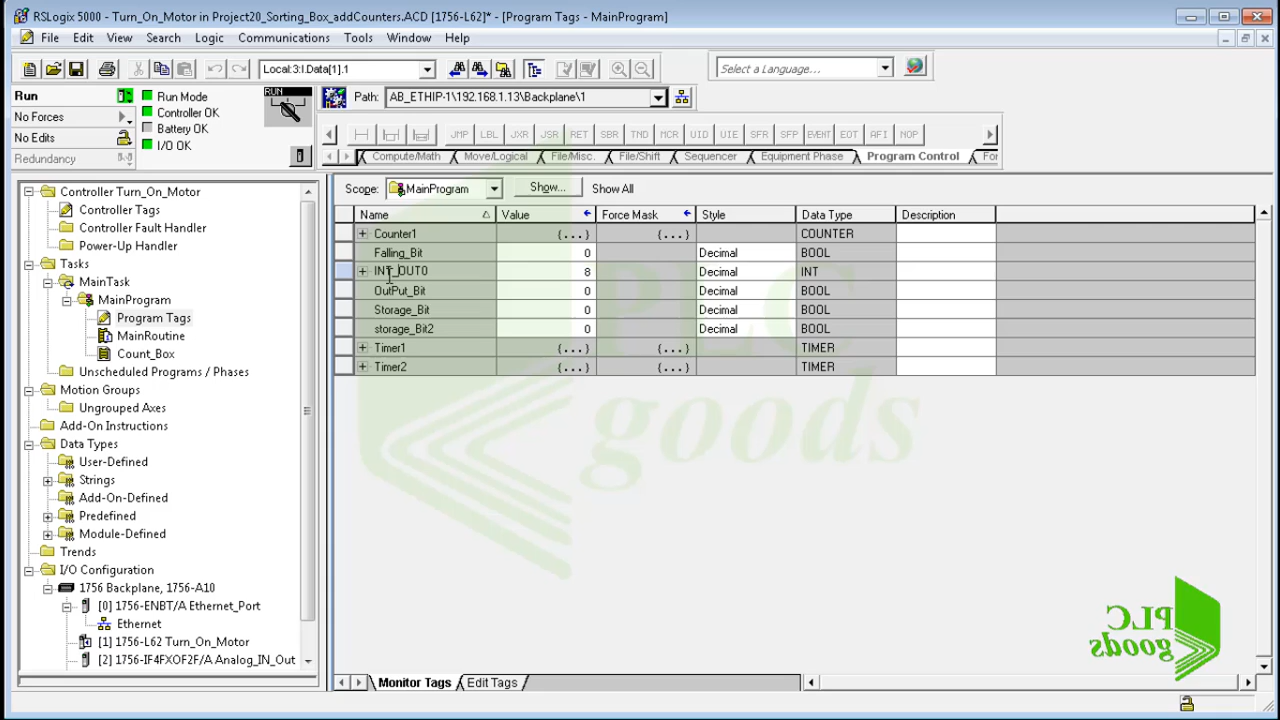 RSLogix 5000 - Turn_On_Motor in Project20_Sorting_Box_addCounters.ACD [1756-L62]* - [Program Tags - MainProgram]
File Edit View Search Logic Communications Tools Window Help
Local:3:I.Data[1].1
Select a Language...
Run
Run Mode
RUN
Path: AB_ETHIP-1\192.168.1.13\Backplane\1
No Forces
Controller OK
No Edits
Battery OK
I/O OK
Redundancy
JMP LBL JXR JSR RET SBR TND MCR UID UIE SFR SFP EVENT EOT AFI NOP
Compute/Math Move/Logical File/Misc. File/Shift Sequencer Equipment Phase Program Control For
Scope: MainProgram Show... Show All
Name Value Force Mask Style Data Type Description
Counter1 {...} {...} COUNTER
Falling_Bit 0 Decimal BOOL
INT_OUT0 8 Decimal INT
OutPut_Bit 0 Decimal BOOL
Storage_Bit 0 Decimal BOOL
storage_Bit2 0 Decimal BOOL
Timer1 {...} {...} TIMER
Timer2 {...} {...} TIMER
Controller Turn_On_Motor
Controller Tags
Controller Fault Handler
Power-Up Handler
Tasks
MainTask
MainProgram
Program Tags
MainRoutine
Count_Box
Unscheduled Programs / Phases
Motion Groups
Ungrouped Axes
Add-On Instructions
Data Types
User-Defined
Strings
Add-On-Defined
Predefined
Module-Defined
Trends
I/O Configuration
1756 Backplane, 1756-A10
[0] 1756-ENBT/A Ethernet_Port
Ethernet
[1] 1756-L62 Turn_On_Motor
[2] 1756-IF4FXOF2F/A Analog_IN_Out
Monitor Tags Edit Tags
PLC
goods
PLC
goods